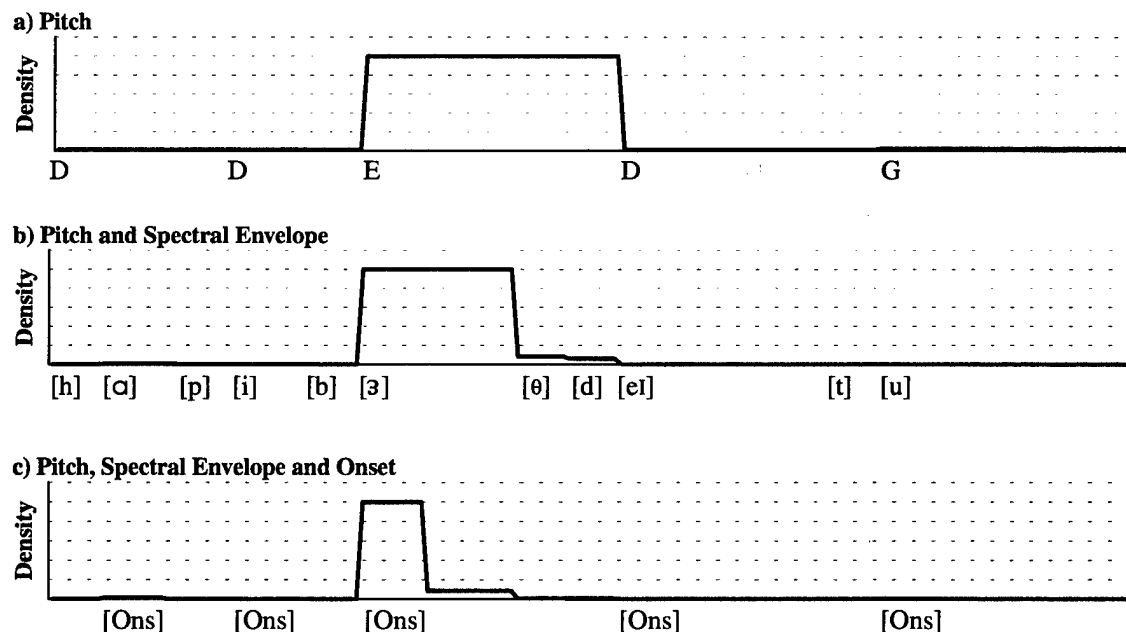 a) Pitch
Density
D D E D G
b) Pitch and Spectral Envelope
Density
[h] [ɑ] [p] [i] [b] [ɜ] [θ] [d] [eɪ] [t] [u]
c) Pitch, Spectral Envelope and Onset
Density
[Ons] [Ons] [Ons] [Ons] [Ons]